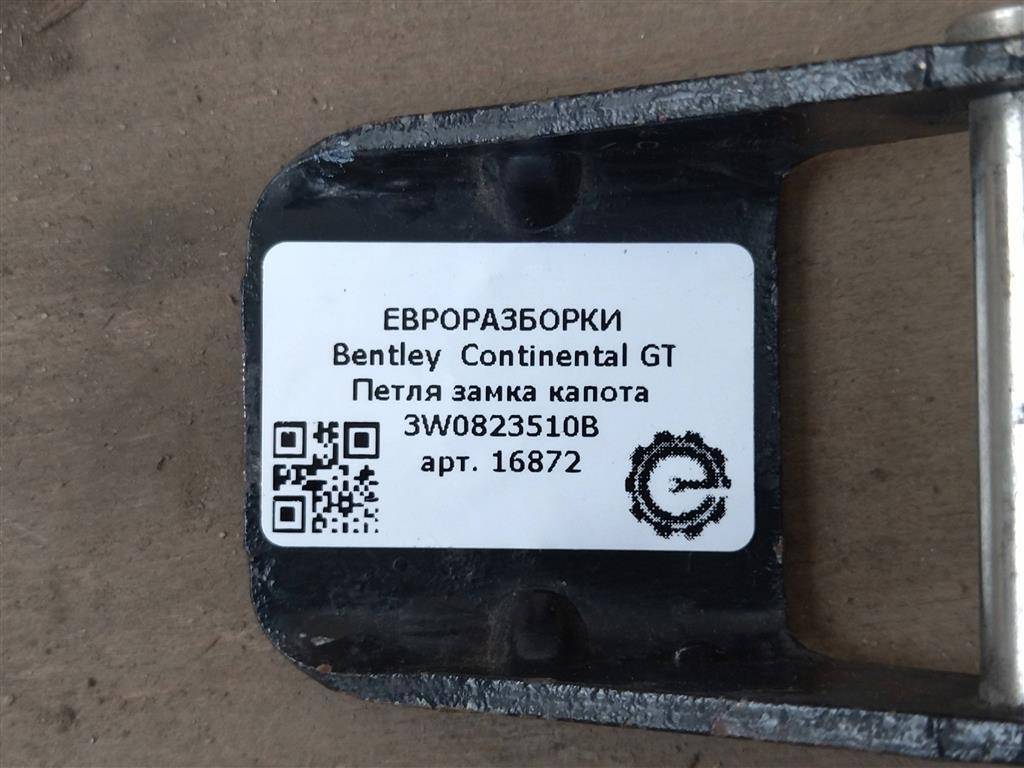 ЕВРОРАЗБОРКИ
Bentley Continental GT
Петля замка капота
3W0823510B
арт. 16872